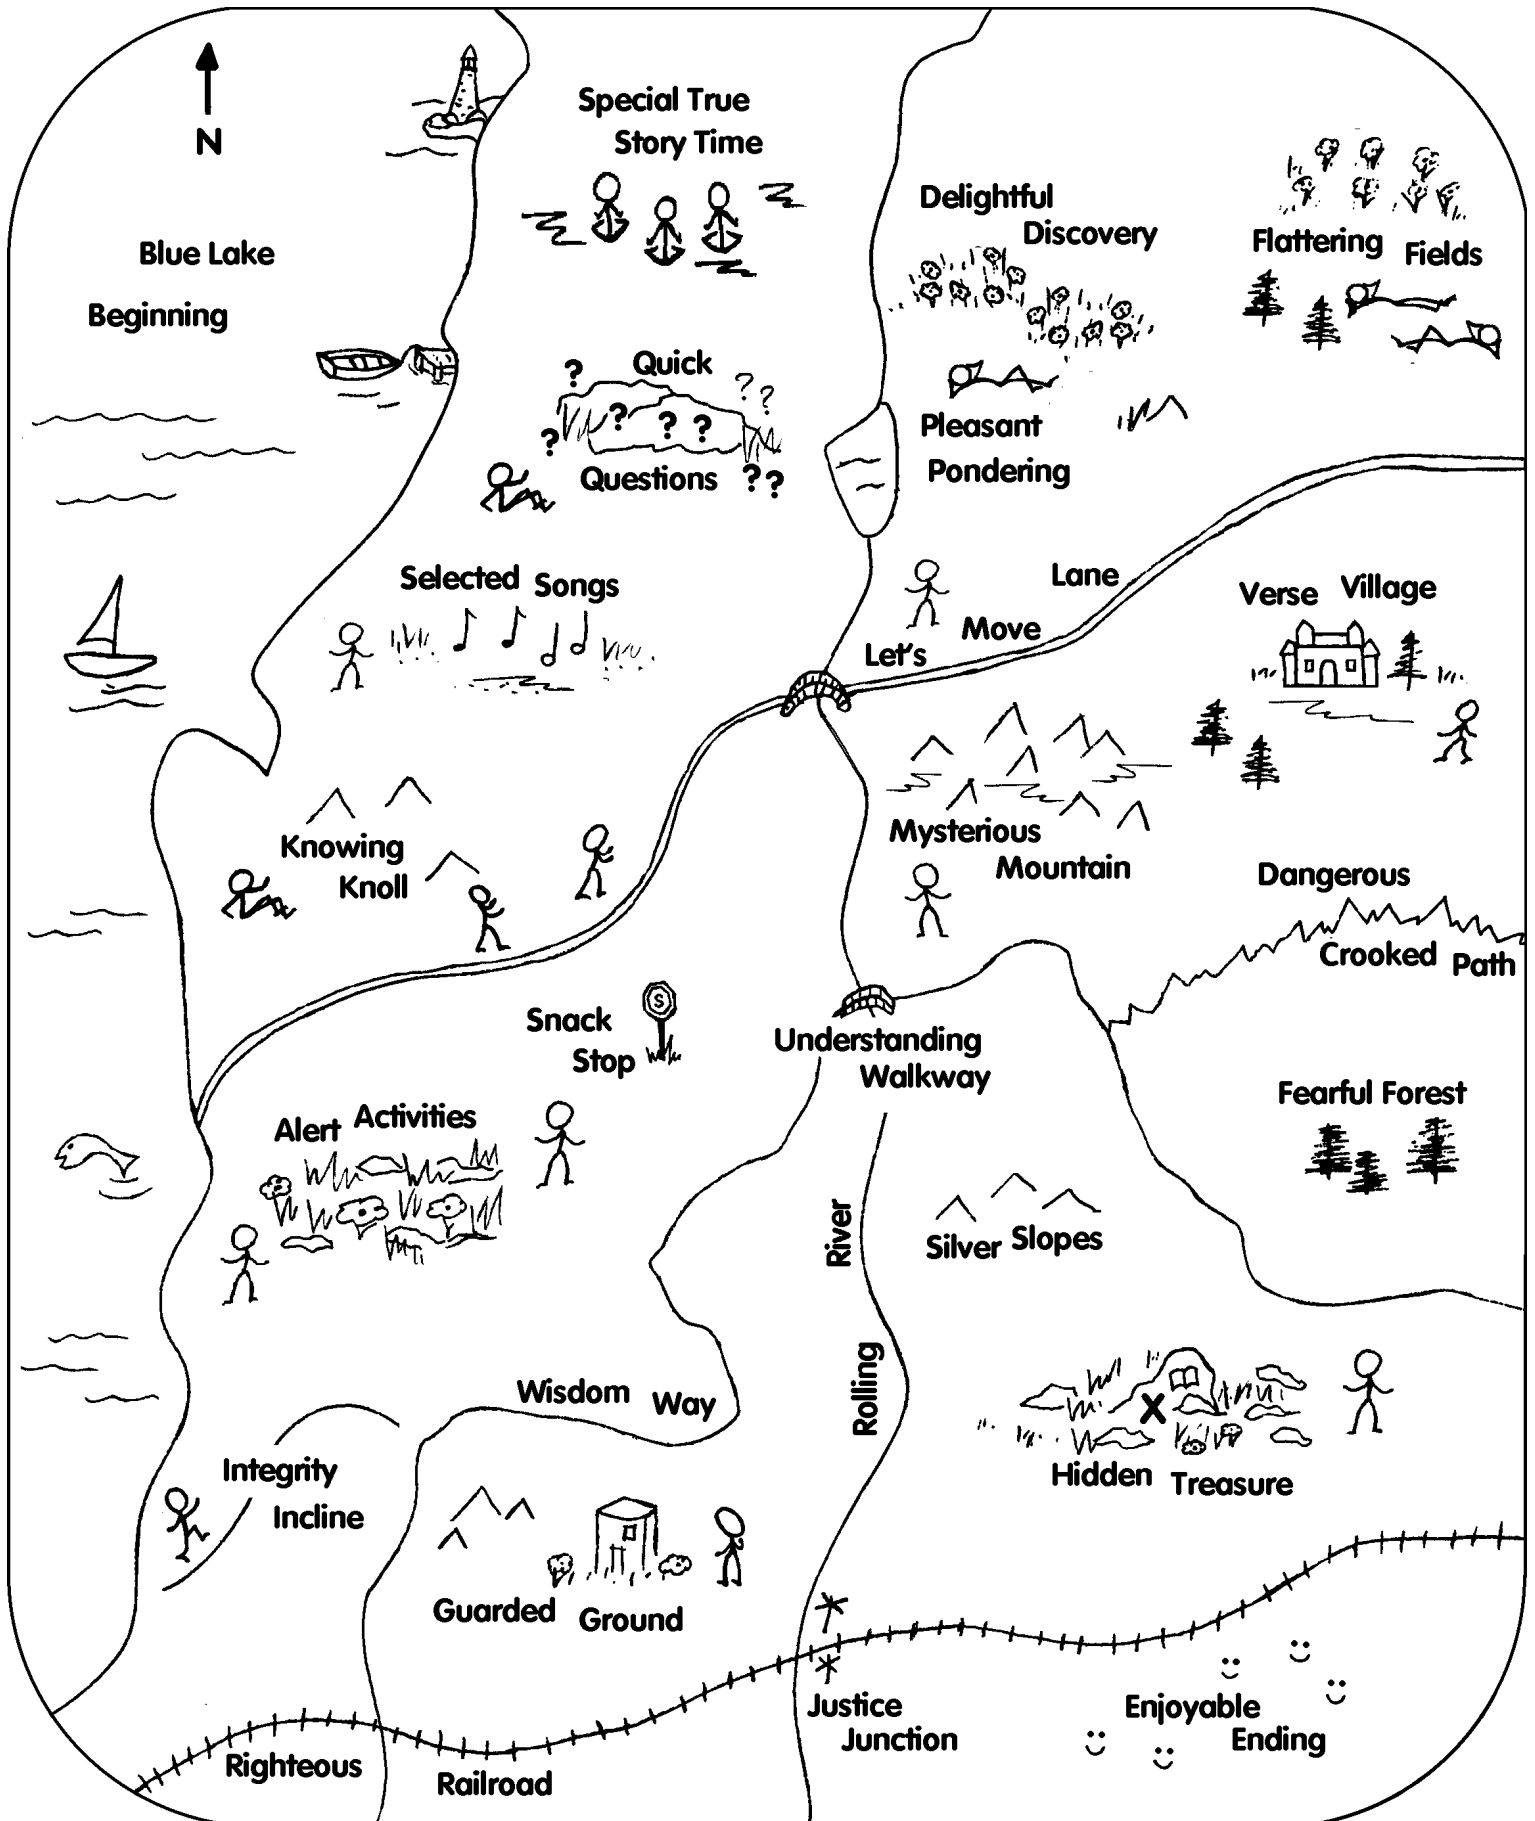 N
Special True
Story Time
Blue Lake
Beginning
Delightful
Discovery
Flattering Fields
? Quick ? ?
? ? ? ?
Questions ? ?
Pleasant
Pondering
Selected Songs
Let's Move Lane
Verse Village
Knowing
Knoll
Mysterious
Mountain
Dangerous
Crooked Path
Snack
Stop
S
Understanding
Walkway
Alert Activities
Fearful Forest
Silver Slopes
Rolling River
Wisdom Way
Integrity
Incline
X
Hidden Treasure
Guarded Ground
Justice
Junction
Enjoyable
Ending
Righteous Railroad